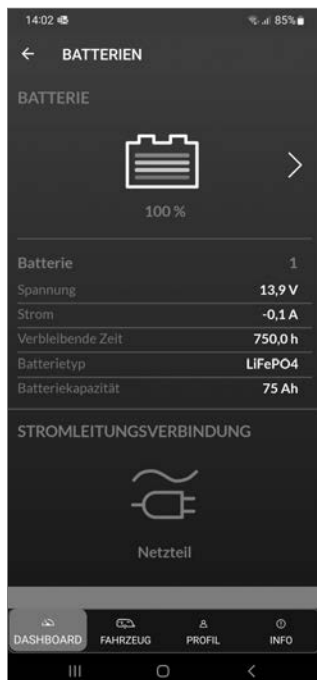 14:02 85%
BATTERIEN
BATTERIE
100 %
Batterie 1
Spannung 13,9 V
Strom -0,1 A
Verbleibende Zeit 750,0 h
Batterietyp LiFePO4
Batteriekapazität 75 Ah
STROMLEITUNGSVERBINDUNG
Netzteil
DASHBOARD FAHRZEUG PROFIL INFO